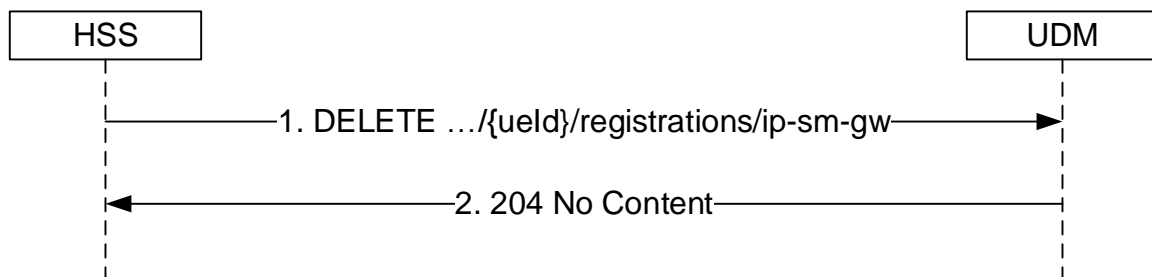 HSS
UDM
1. DELETE …/{ueId}/registrations/ip-sm-gw
2. 204 No Content